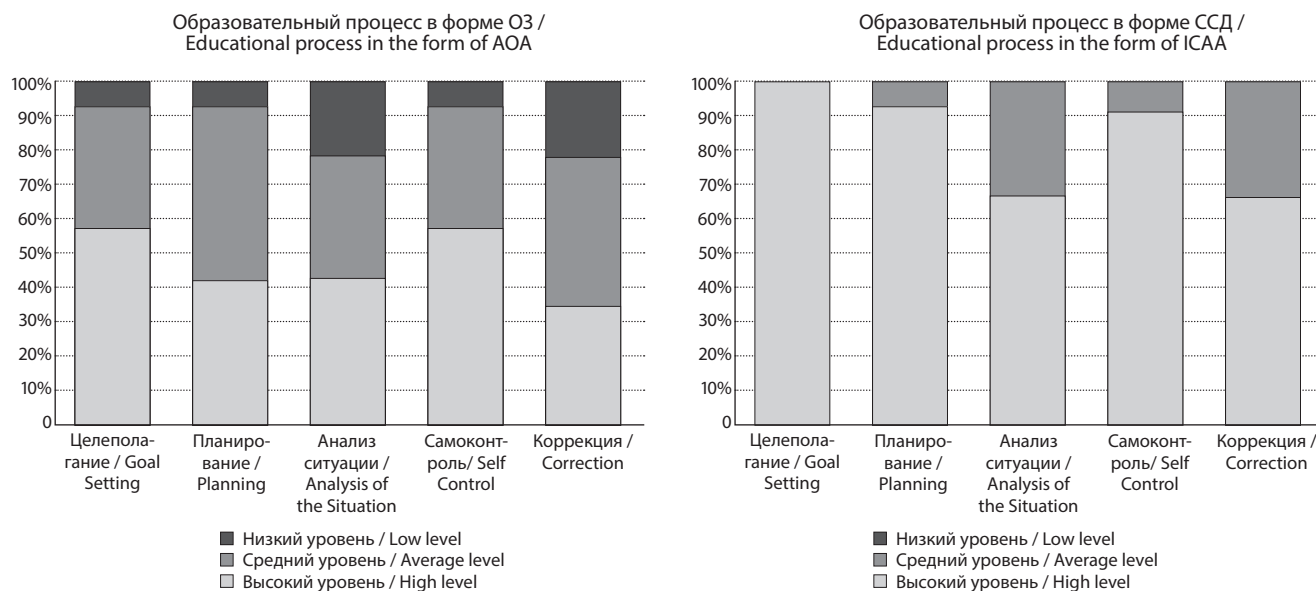 Образовательный процесс в форме ОЗ /
Educational process in the form of AOA
100%
90%
80%
70%
60%
50%
40%
30%
20%
10%
0
Целепола-
гание / Goal
Setting
Планиро-
вание /
Planning
Анализ
ситуации /
Analysis of
the Situation
Самоконт-
роль/ Self
Control
Коррекция /
Correction
Низкий уровень / Low level
Средний уровень / Average level
Высокий уровень / High level
Образовательный процесс в форме ССД /
Educational process in the form of ICAA
100%
90%
80%
70%
60%
50%
40%
30%
20%
10%
0
Целепола-
гание / Goal
Setting
Планиро-
вание /
Planning
Анализ
ситуации /
Analysis of
the Situation
Самоконт-
роль/ Self
Control
Коррекция /
Correction
Низкий уровень / Low level
Средний уровень / Average level
Высокий уровень / High level